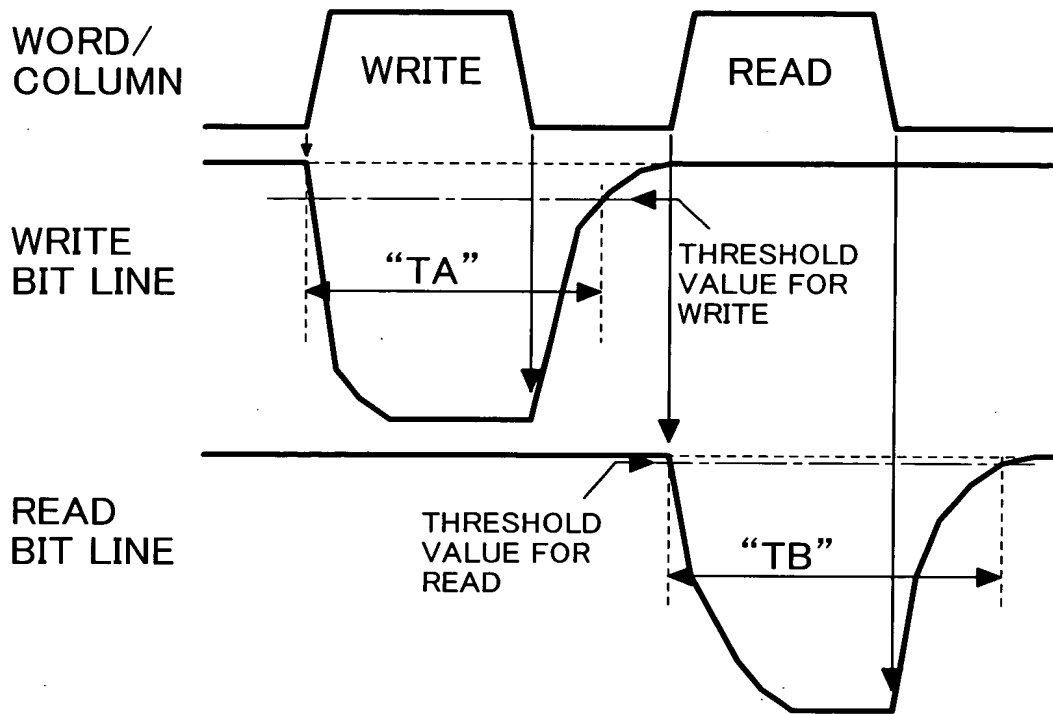 WORD/
COLUMN
WRITE
READ
WRITE
BIT LINE
“TA”
THRESHOLD
VALUE FOR
WRITE
READ
BIT LINE
THRESHOLD
VALUE FOR
READ
“TB”